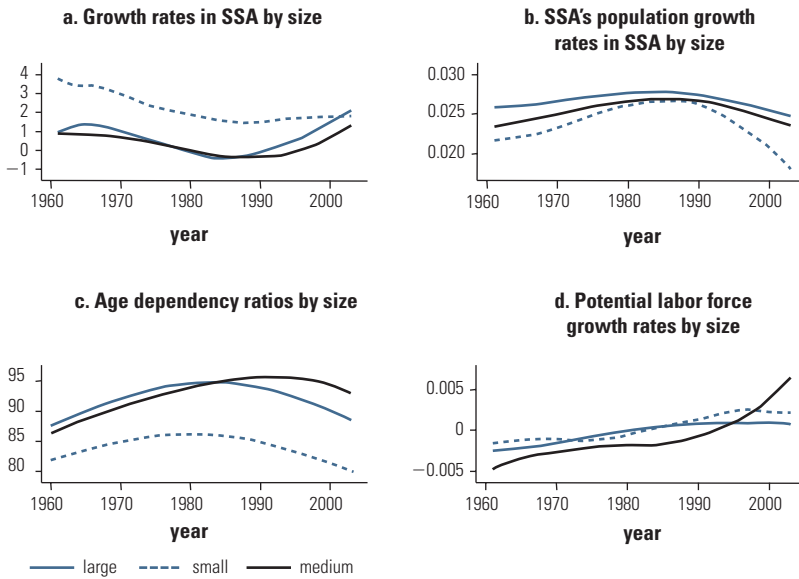 a. Growth rates in SSA by size
4
3
2
1
0
−1
1960 1970 1980 1990 2000
year
b. SSA's population growth
rates in SSA by size
0.030
0.025
0.020
1960 1970 1980 1990 2000
year
c. Age dependency ratios by size
95
90
85
80
1960 1970 1980 1990 2000
year
d. Potential labor force
growth rates by size
0.005
0
−0.005
1960 1970 1980 1990 2000
year
large small medium